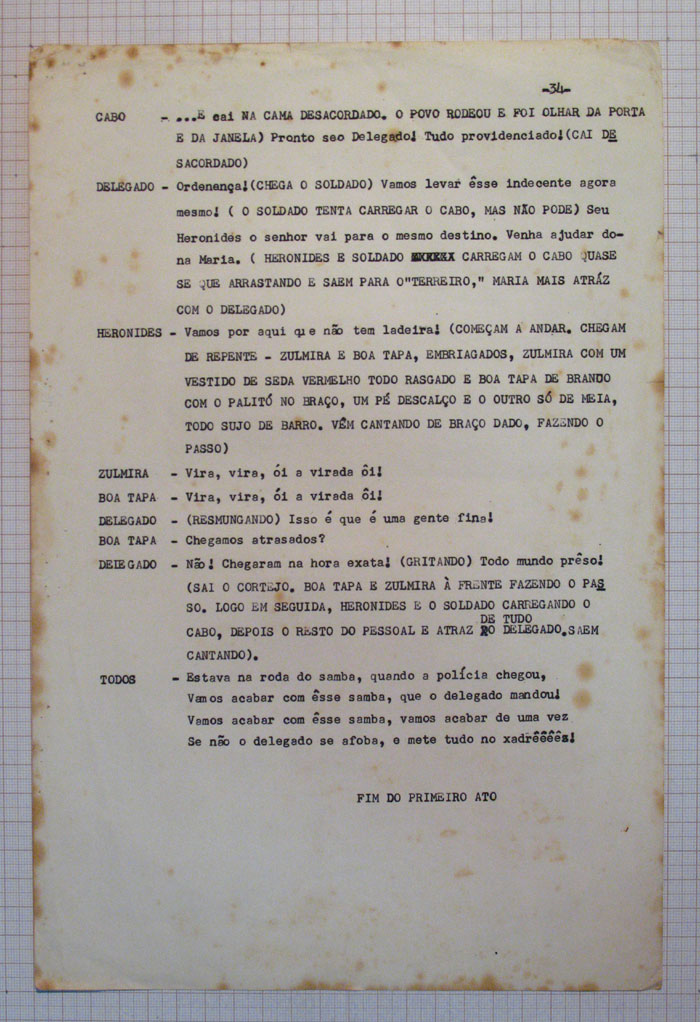 -34-
CABO - ...E cai NA CAMA DESACORDADO. O POVO RODEOU E FOI OLHAR DA PORTA
E DA JANELA) Pronto seo Delegado! Tudo providenciado!(CAI DE
SACORDADO)
DELEGADO - Ordenança!(CHEGA O SOLDADO) Vamos levar êsse indecente agora
mesmo! ( O SOLDADO TENTA CARREGAR O CABO, MAS NÃO PODE) Seu
Heronides o senhor vai para o mesmo destino. Venha ajudar do-
na Maria. ( HERONIDES E SOLDADO CARREGAM O CABO QUASE
SE QUE ARRASTANDO E SAEM PARA O"TERREIRO," MARIA MAIS ATRÁZ
COM O DELEGADO)
HERONIDES - Vamos por aqui que não tem ladeira! (COMEÇAM A ANDAR. CHEGAM
DE REPENTE - ZULMIRA E BOA TAPA, EMBRIAGADOS, ZULMIRA COM UM
VESTIDO DE SEDA VERMELHO TODO RASGADO E BOA TAPA DE BRANDO
COM O PALITÓ NO BRAÇO, UM PÉ DESCALÇO E O OUTRO SÓ DE MEIA,
TODO SUJO DE BARRO. VÊM CANTANDO DE BRAÇO DADO, FAZENDO O
PASSO)
ZULMIRA - Vira, vira, ói a virada ôi!
BOA TAPA - Vira, vira, ói a virada ôi!
DELEGADO - (RESMUNGANDO) Isso é que é uma gente fina!
BOA TAPA - Chegamos atrasados?
DELEGADO - Não! Chegaram na hora exata! (GRITANDO) Todo mundo prêso!
(SAI O CORTEJO. BOA TAPA E ZULMIRA À FRENTE FAZENDO O PAS
SO. LOGO EM SEGUIDA, HERONIDES E O SOLDADO CARREGANDO O
DE TUDO
CABO, DEPOIS O RESTO DO PESSOAL E ATRAZ O DELEGADO.SAEM
CANTANDO).
TODOS - Estava na roda do samba, quando a polícia chegou,
Vamos acabar com êsse samba, que o delegado mandou!
Vamos acabar com êsse samba, vamos acabar de uma vez
Se não o delegado se afoba, e mete tudo no xadrêêêêz!
FIM DO PRIMEIRO ATO